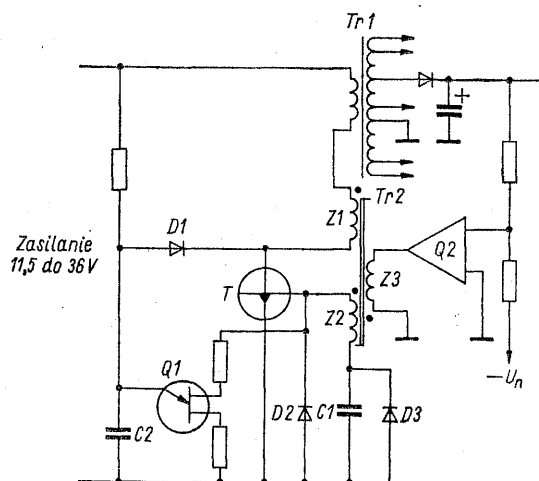 Tr1
+
D1
Z1
Tr2
Zasilanie
11,5 do 36V
Q2
T
Z3
Z2
Q1
−Un
C2
D2
C1
D3